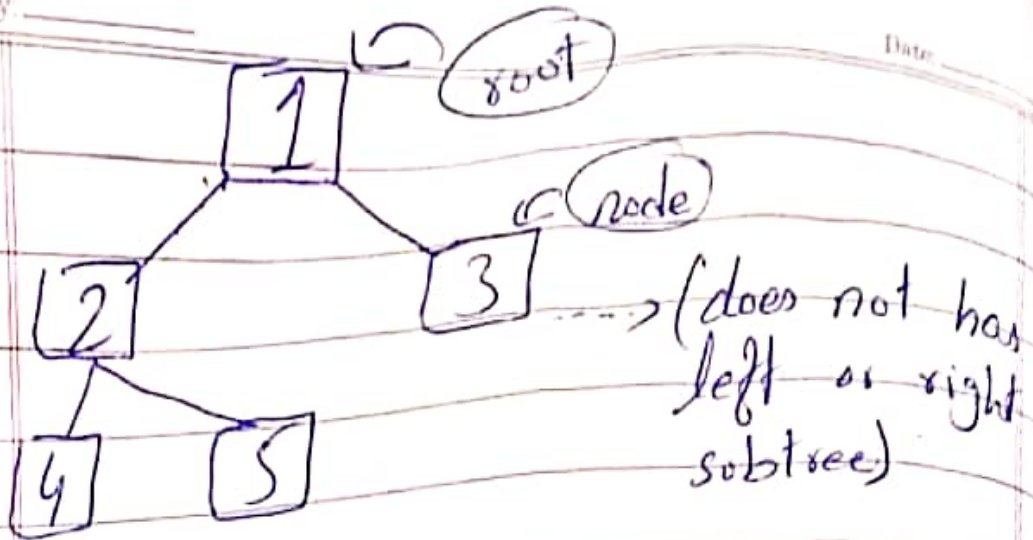 Date
root
1
node
2
3
(does not has
left or right
subtree)
4
5